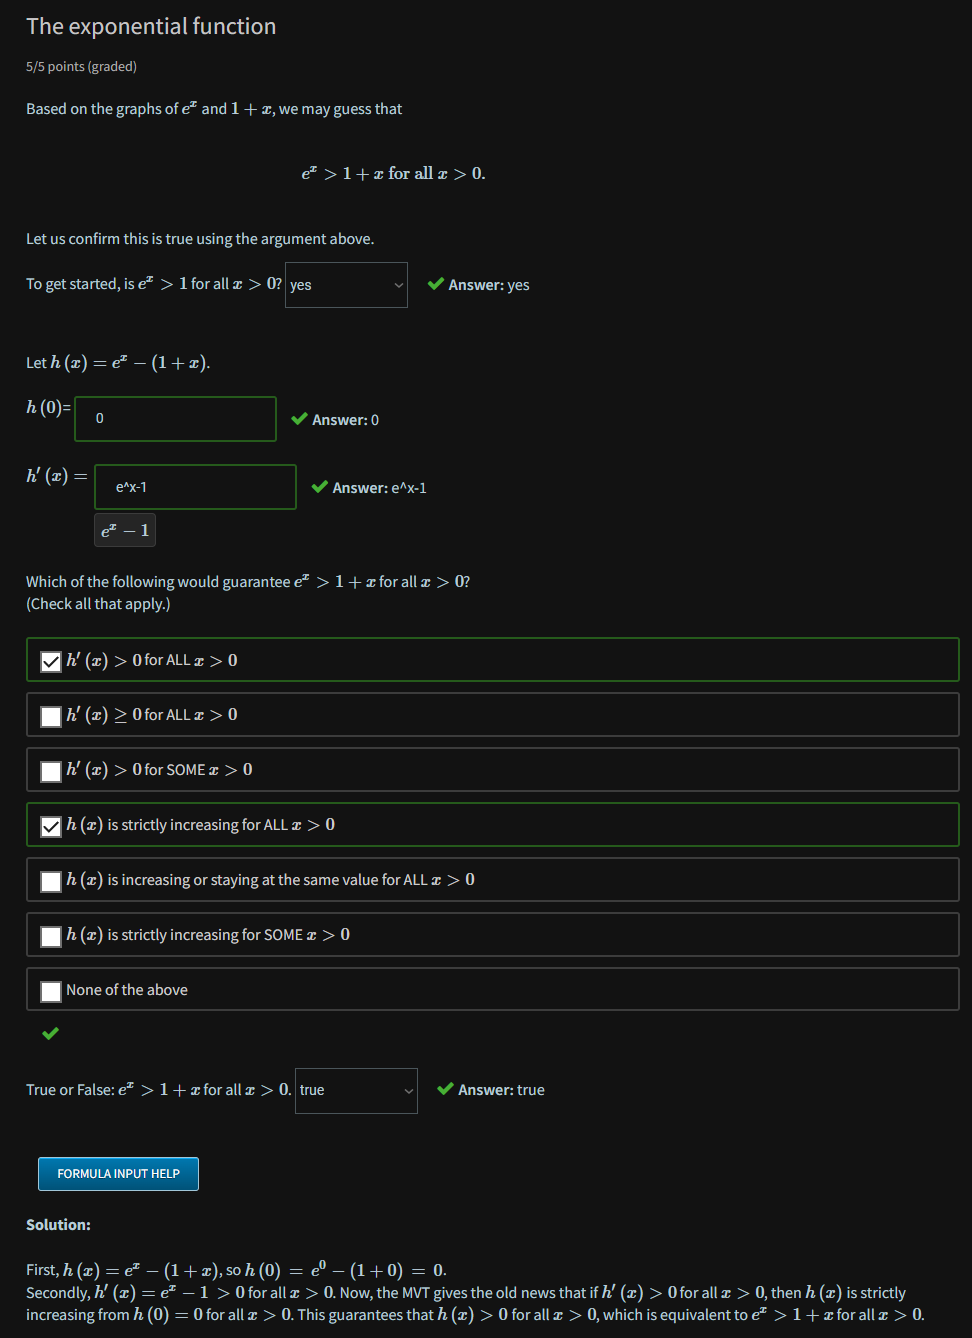 The exponential function
5/5 points (graded)
Based on the graphs of e^x and 1 + x, we may guess that
e^x > 1 + x for all x > 0.
Let us confirm this is true using the argument above.
To get started, is e^x > 1 for all x > 0? yes Answer: yes
Let h (x) = e^x − (1 + x).
h (0)= 0 Answer: 0
h′ (x) = e^x-1 Answer: e^x-1
e^x − 1
Which of the following would guarantee e^x > 1 + x for all x > 0?
(Check all that apply.)
h′ (x) > 0 for ALL x > 0
h′ (x) ≥ 0 for ALL x > 0
h′ (x) > 0 for SOME x > 0
h (x) is strictly increasing for ALL x > 0
h (x) is increasing or staying at the same value for ALL x > 0
h (x) is strictly increasing for SOME x > 0
None of the above
True or False: e^x > 1 + x for all x > 0. true Answer: true
FORMULA INPUT HELP
Solution:
First, h (x) = e^x − (1 + x), so h (0) = e^0 − (1 + 0) = 0.
Secondly, h′ (x) = e^x − 1 > 0 for all x > 0. Now, the MVT gives the old news that if h′ (x) > 0 for all x > 0, then h (x) is strictly
increasing from h (0) = 0 for all x > 0. This guarantees that h (x) > 0 for all x > 0, which is equivalent to e^x > 1 + x for all x > 0.